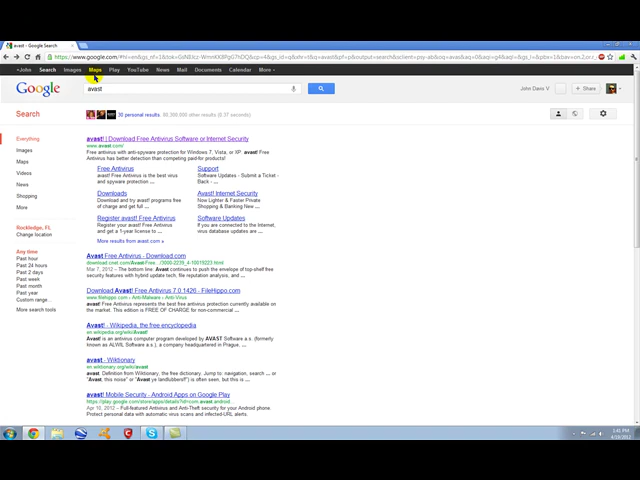 avast - Google Search
https://www.google.com/
+John Search Images Maps Play YouTube News Mail Documents Calendar More
Google
avast
John Davis V
Share
Search
36 personal results.
Everything
Images
Maps
Videos
News
Shopping
More
Rockledge, FL
Change location
Any time
Past hour
Past 24 hours
Past 2 days
Past week
Past month
Past year
Custom range...
More search tools
avast! | Download Free Antivirus Software or Internet Security
www.avast.com/
Free antivirus with anti-spyware protection for Windows 7, Vista, or XP. avast! Free
Antivirus has better detection than competing paid-for products!
Free Antivirus
avast! Free Antivirus is the best virus
and spyware protection ...
Support
Software Updates - Submit a Ticket -
Back - ...
Downloads
Download and try avast! programs
free of charge and get full ...
Avast! Internet Security
Now Lighter & Faster Private
Shopping & Banking New ...
Register avast! Free Antivirus
Register your avast! Free Antivirus
and get a 1-year license to ...
Software Updates
If you are connected to the Internet,
your virus database updates are ...
More results from avast.com »
Avast Free Antivirus - Download.com
download.cnet.com/Avast-Free.../3000-2239_4-10019223.html
Mar 7, 2012 - The bottom line: Avast continues to push the envelope of top-shelf
security features with hybrid update tech, file reputation analysis, and ...
Download Avast! Free Antivirus 7.0.1426 - FileHippo.com
www.filehippo.com › Anti-Malware › Anti-Virus
avast! Free Antivirus represents the best free antivirus protection currently available on
the market. This edition is FREE OF CHARGE for non-commercial ...
Avast! - Wikipedia, the free encyclopedia
en.wikipedia.org/wiki/Avast!
Avast! is an antivirus computer program developed by AVAST Software a.s. (formerly
known as ALWIL Software a.s.), a company headquartered in Prague, ...
avast - Wiktionary
en.wiktionary.org/wiki/avast
avast. Definition from Wiktionary, the free dictionary. Jump to: navigation, search ... or
"Avast; this noise" or "Avast ye landlubbers!") is often seen, but this is ...
avast! Mobile Security - Android Apps on Google Play
https://play.google.com/store/apps/details?id=com.avast.android...
Apr 10, 2012 - Full-featured Antivirus and Anti-Theft security for your Android phone.
Protect personal data with automatic virus scans and infected-URL alerts.